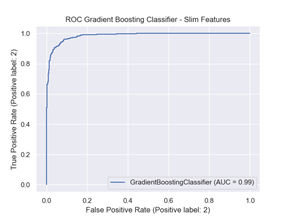 ROC Gradient Boosting Classifier - Slim Features
1.0
0.8
0.6
0.4
0.2
0.0
True Positive Rate (Positive label: 2)
GradientBoostingClassifier (AUC = 0.99)
0.0 0.2 0.4 0.6 0.8 1.0
False Positive Rate (Positive label: 2)